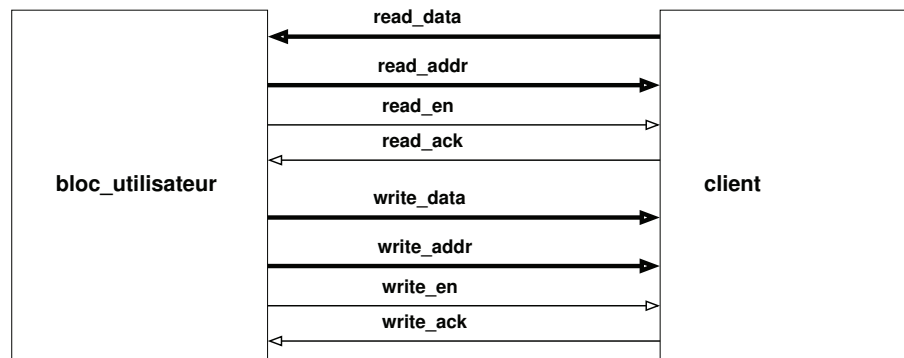 read_data
read_addr
read_en
read_ack
bloc_utilisateur
client
write_data
write_addr
write_en
write_ack